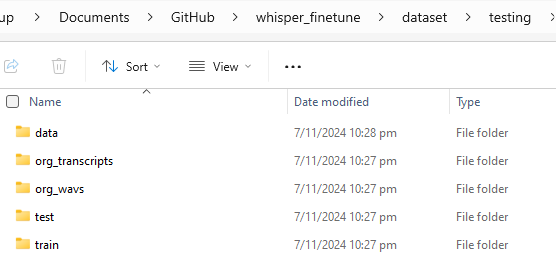 up > Documents > GitHub > whisper_finetune > dataset > testing >
Sort View ...
Name Date modified Type
data 7/11/2024 10:28 pm File folder
org_transcripts 7/11/2024 10:27 pm File folder
org_wavs 7/11/2024 10:27 pm File folder
test 7/11/2024 10:27 pm File folder
train 7/11/2024 10:27 pm File folder